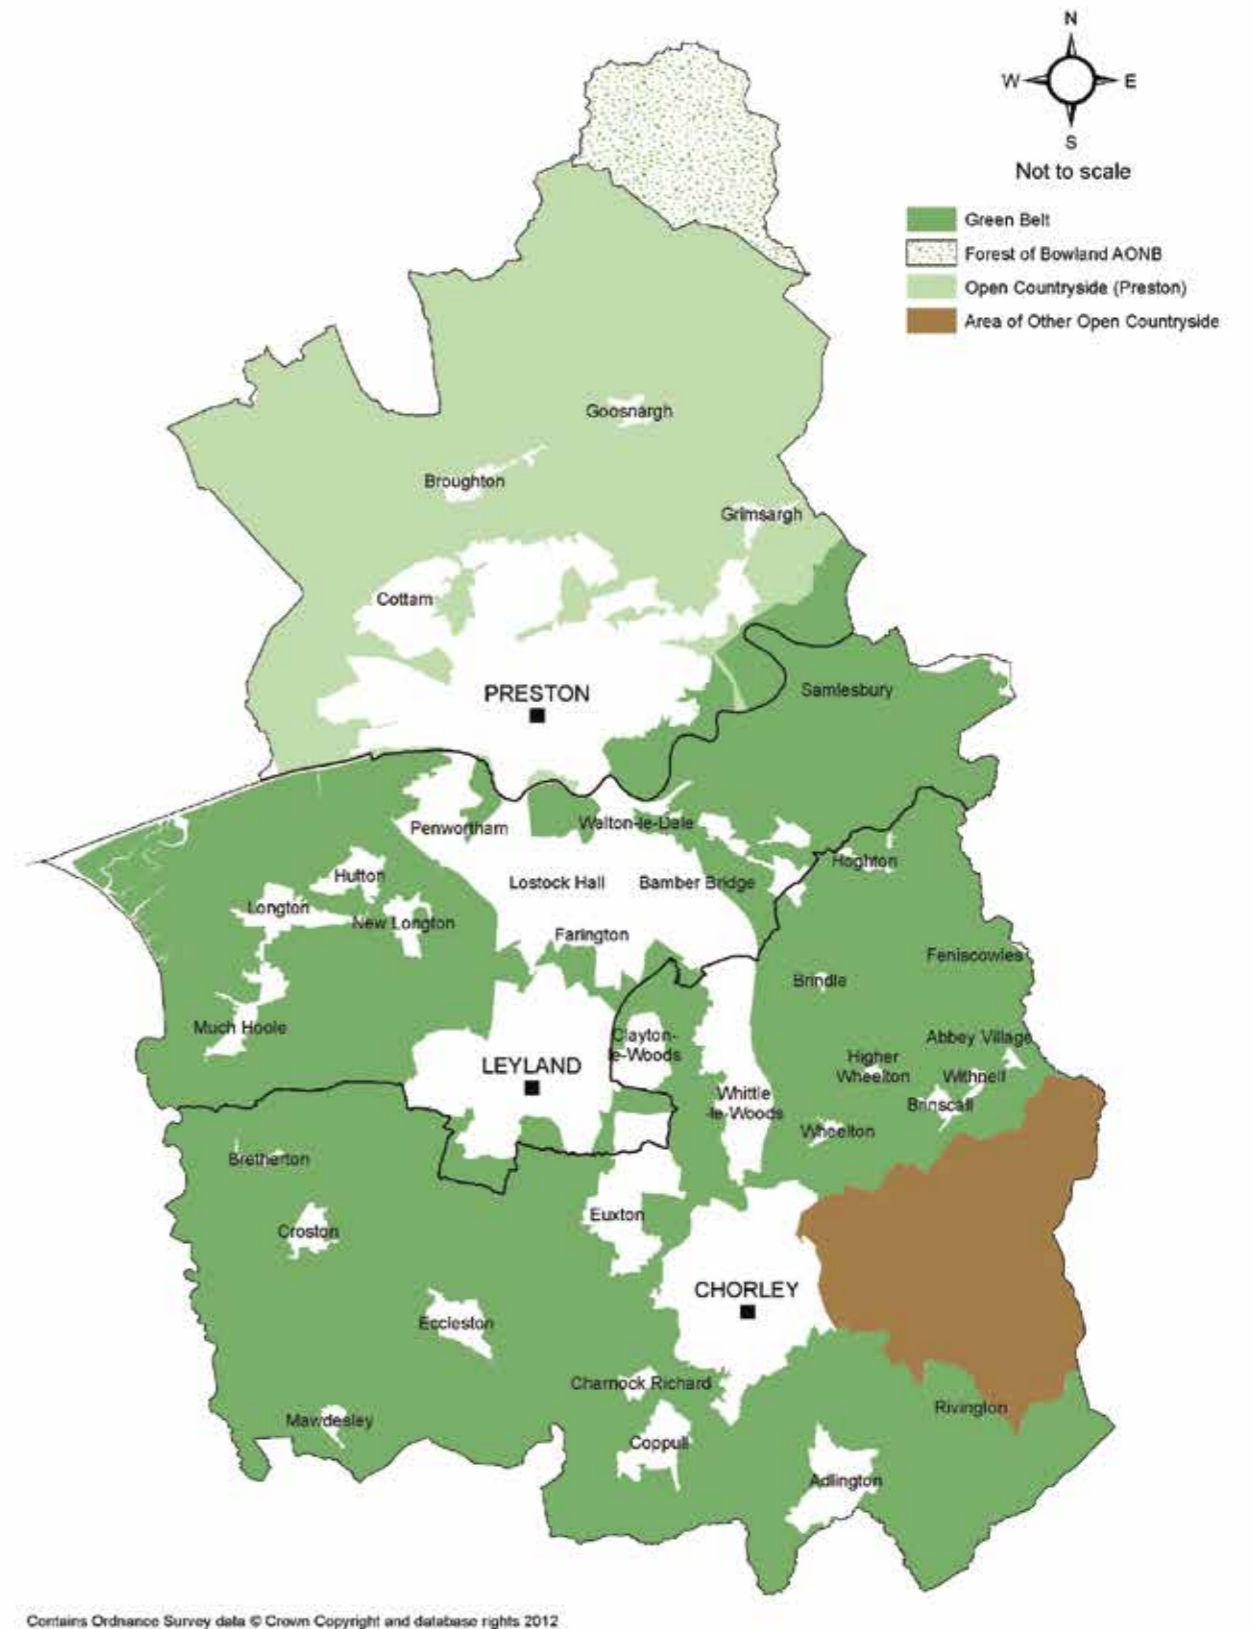 N
W E
S
Not to scale
Green Belt
Forest of Bowland AONB
Open Countryside (Preston)
Area of Other Open Countryside
Goosnargh
Broughton
Grimsargh
Cottam
PRESTON
Samlesbury
Penwortham
Walton-le-Dale
Hoghton
Hutton
Lostock Hall
Bamber Bridge
Longton
New Longton
Farington
Feniscowles
Brindle
Much Hoole
Clayton-
le-Woods
Abbey Village
LEYLAND
Higher
Wheelton
Withnell
Whittle
-le-Woods
Brinscall
Wheelton
Bretherton
Croston
Euxton
CHORLEY
Eccleston
Charnock Richard
Rivington
Mawdesley
Coppull
Adlington
Contains Ordnance Survey data © Crown Copyright and database rights 2012